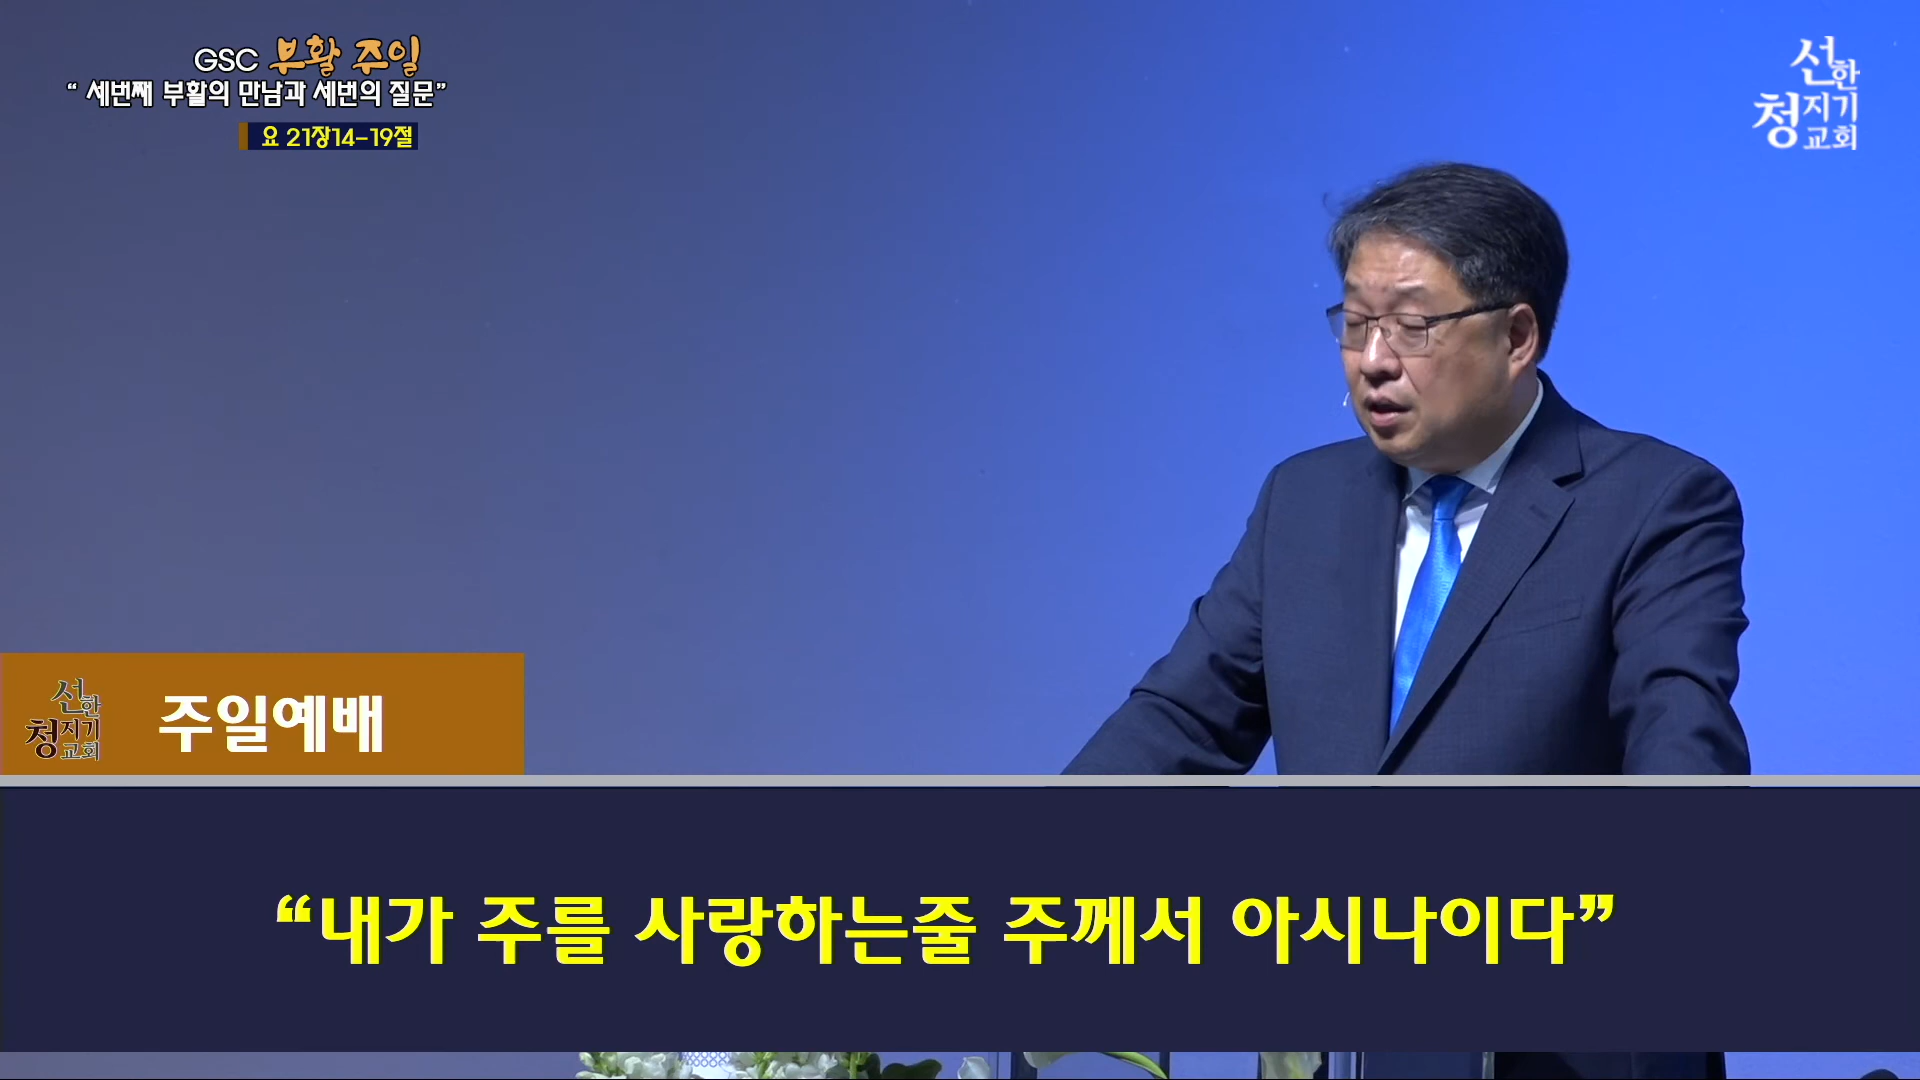 GSC 부활 주일
“ 세번째 부활의 만남과 세번의 질문”
요 21장14-19절
선한
청지기
교회
선한
청지기
교회
주일예배
“내가 주를 사랑하는줄 주께서 아시나이다”